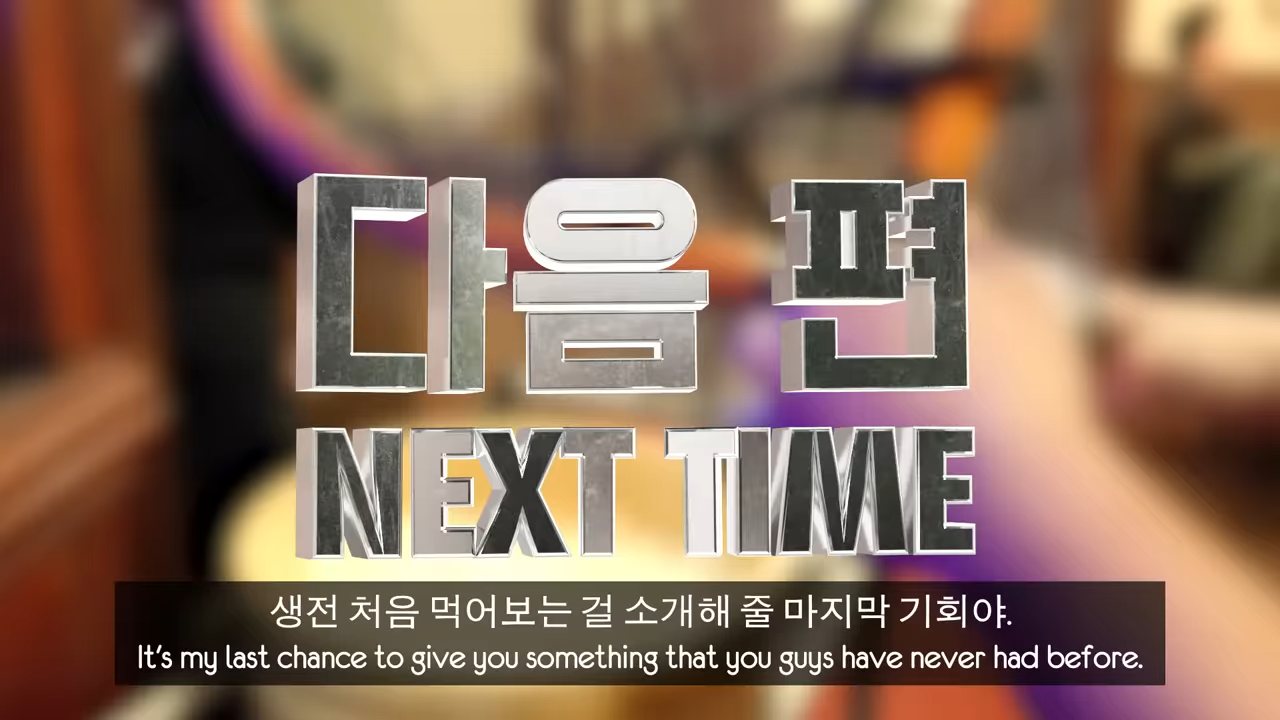 다음 편
NEXT TIME
생전 처음 먹어보는 걸 소개해 줄 마지막 기회야.
It's my last chance to give you something that you guys have never had before.